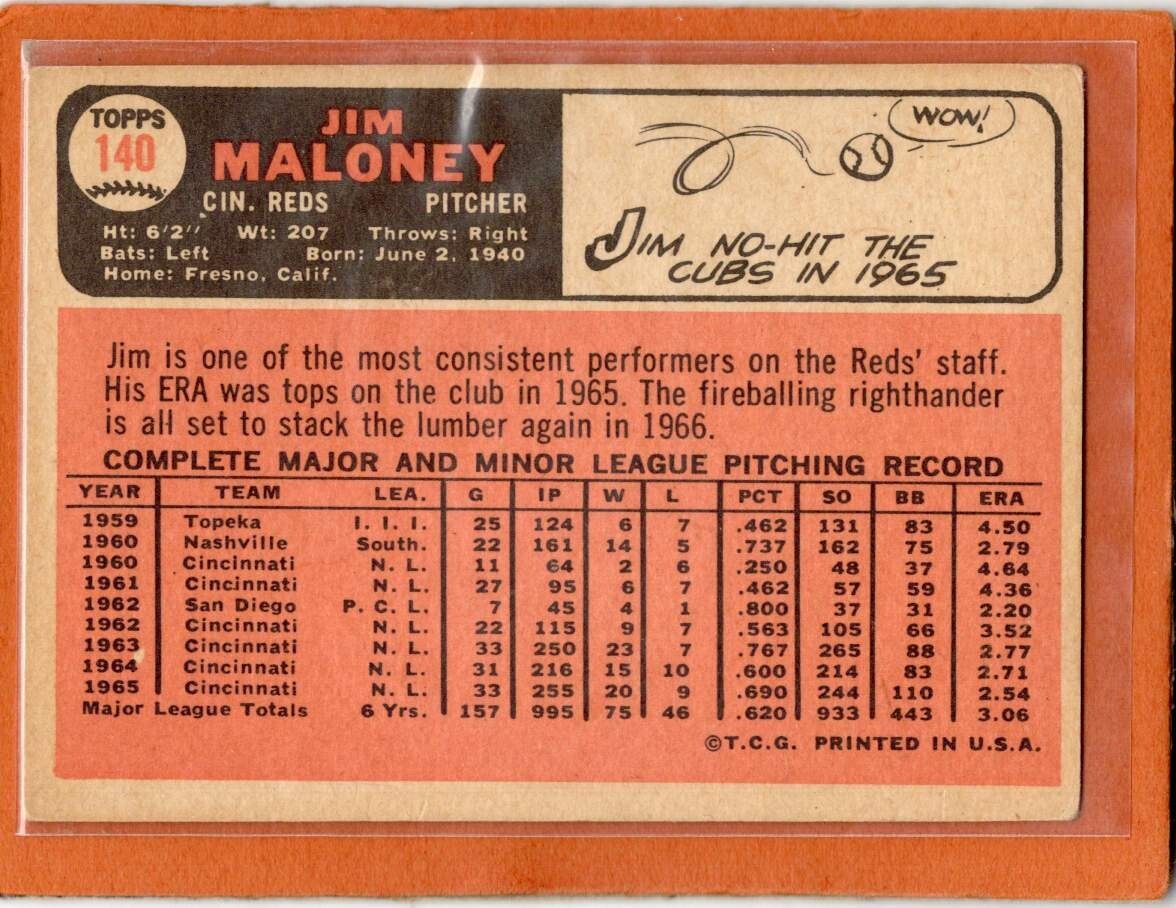 TOPPS
140
JIM
MALONEY
CIN. REDS PITCHER
Ht: 6'2" Wt: 207 Throws: Right
Bats: Left Born: June 2, 1940
Home: Fresno, Calif.
WOW!
JIM NO-HIT THE
CUBS IN 1965
Jim is one of the most consistent performers on the Reds' staff.
His ERA was tops on the club in 1965. The fireballing righthander
is all set to stack the lumber again in 1966.
COMPLETE MAJOR AND MINOR LEAGUE PITCHING RECORD
YEAR TEAM LEA. G IP W L PCT SO BB ERA
1959 Topeka I. I. I. 25 124 6 7 .462 131 83 4.50
1960 Nashville South. 22 161 14 5 .737 162 75 2.79
1960 Cincinnati N. L. 11 64 2 6 .250 48 37 4.64
1961 Cincinnati N. L. 27 95 6 7 .462 57 59 4.36
1962 San Diego P. C. L. 7 45 4 1 .800 37 31 2.20
1962 Cincinnati N. L. 22 115 9 7 .563 105 66 3.52
1963 Cincinnati N. L. 33 250 23 7 .767 265 88 2.77
1964 Cincinnati N. L. 31 216 15 10 .600 214 83 2.71
1965 Cincinnati N. L. 33 255 20 9 .690 244 110 2.54
Major League Totals 6 Yrs. 157 995 75 46 .620 933 443 3.06
©T.C.G. PRINTED IN U.S.A.